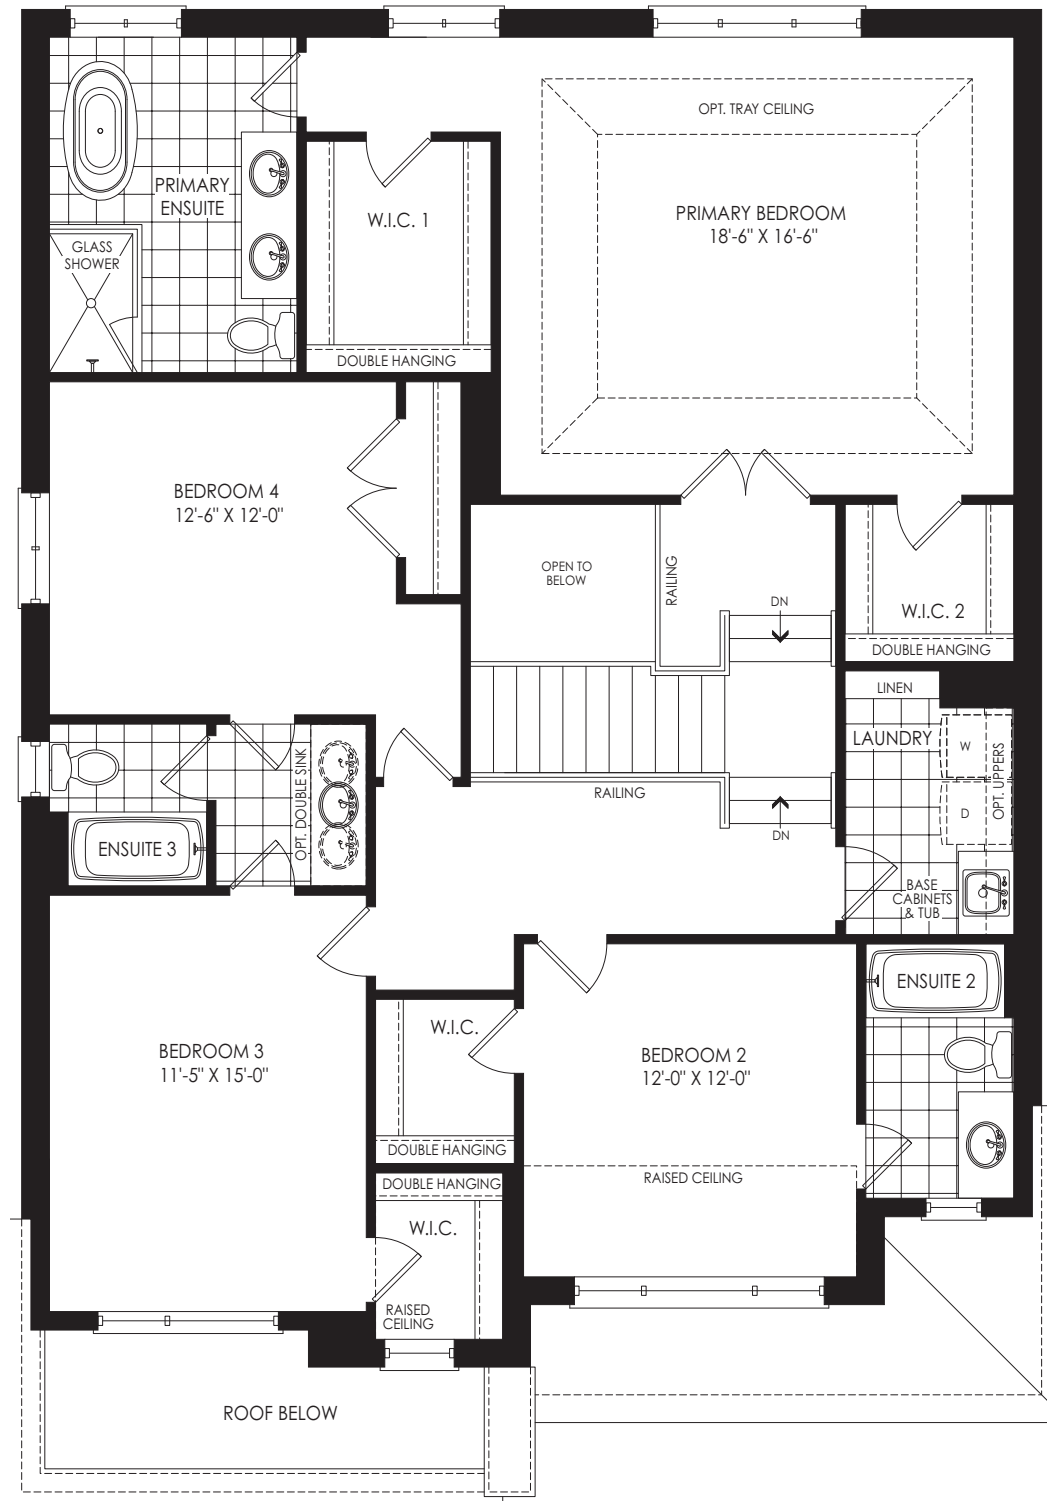 OPT. TRAY CEILING
PRIMARY
ENSUITE
W.I.C. 1
PRIMARY BEDROOM
18'-6" X 16'-6"
GLASS
SHOWER
DOUBLE HANGING
BEDROOM 4
12'-6" X 12'-0"
OPEN TO
BELOW
RAILING
DN
W.I.C. 2
DOUBLE HANGING
LINEN
LAUNDRY
W
OPT. UPPERS
D
RAILING
DN
OPT. DOUBLE SINK
ENSUITE 3
BASE
CABINETS
& TUB
ENSUITE 2
W.I.C.
BEDROOM 3
11'-5" X 15'-0"
BEDROOM 2
12'-0" X 12'-0"
DOUBLE HANGING
RAISED CEILING
DOUBLE HANGING
W.I.C.
RAISED
CEILING
ROOF BELOW